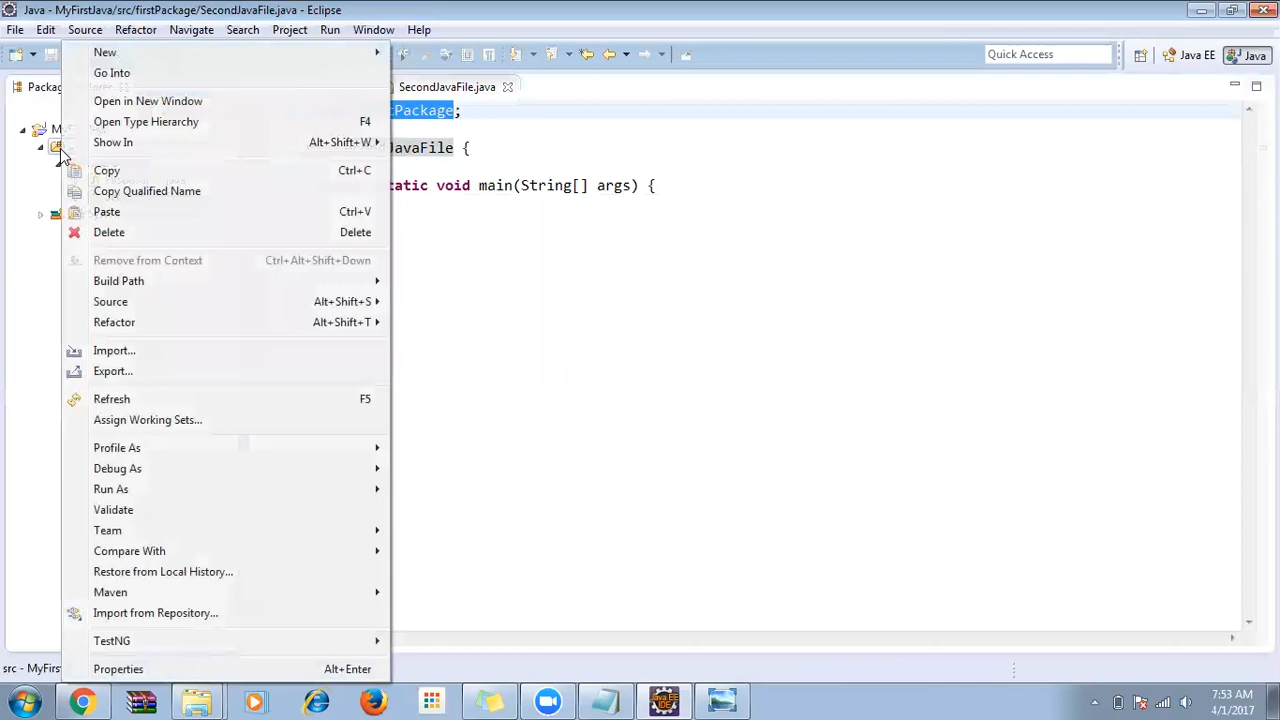 Java - MyFirstJava/src/firstPackage/SecondJavaFile.java - Eclipse
File Edit Source Refactor Navigate Search Project Run Window Help
Quick Access Java EE Java
SecondJavaFile.java
tPackage;
JavaFile {
tatic void main(String[] args) {
New
Go Into
Open in New Window
Open Type Hierarchy F4
Show In Alt+Shift+W
Copy Ctrl+C
Copy Qualified Name
Paste Ctrl+V
Delete Delete
Remove from Context Ctrl+Alt+Shift+Down
Build Path
Source Alt+Shift+S
Refactor Alt+Shift+T
Import...
Export...
Refresh F5
Assign Working Sets...
Profile As
Debug As
Run As
Validate
Team
Compare With
Restore from Local History...
Maven
Import from Repository...
TestNG
Properties Alt+Enter
src - MyFirs
7:53 AM
4/1/2017